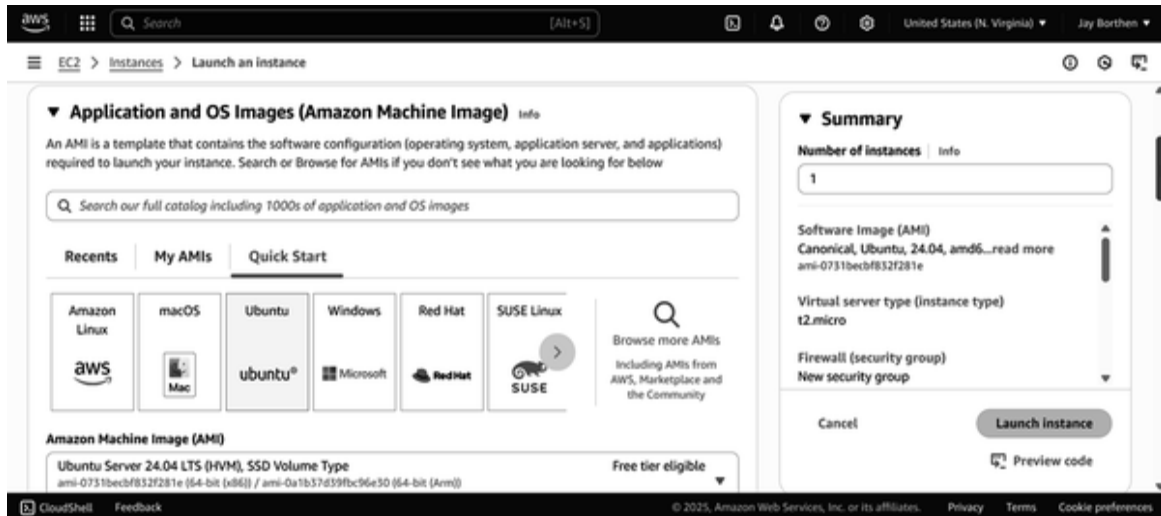 aws
Search [Alt+S] United States (N. Virginia) Jay Borthen
EC2 > Instances > Launch an instance
Application and OS Images (Amazon Machine Image) Info
An AMI is a template that contains the software configuration (operating system, application server, and applications)
required to launch your instance. Search or Browse for AMIs if you don't see what you are looking for below
Search our full catalog including 1000s of application and OS images
Recents My AMIs Quick Start
Amazon Linux
aws
macOS
Mac
Ubuntu
ubuntu®
Windows
Microsoft
Red Hat
Red Hat
SUSE Linux
SUSE
Browse more AMIs
Including AMIs from
AWS, Marketplace and
the Community
Amazon Machine Image (AMI)
Ubuntu Server 24.04 LTS (HVM), SSD Volume Type
Free tier eligible
ami-0731becbf832f281e (64-bit (x86)) / ami-0a1b37d39fbc96e30 (64-bit (Arm))
Summary
Number of instances Info
1
Software Image (AMI)
Canonical, Ubuntu, 24.04, amd6...read more
ami-0731becbf832f281e
Virtual server type (instance type)
t2.micro
Firewall (security group)
New security group
Cancel Launch instance
Preview code
CloudShell Feedback © 2025, Amazon Web Services, Inc. or its affiliates. Privacy Terms Cookie preferences